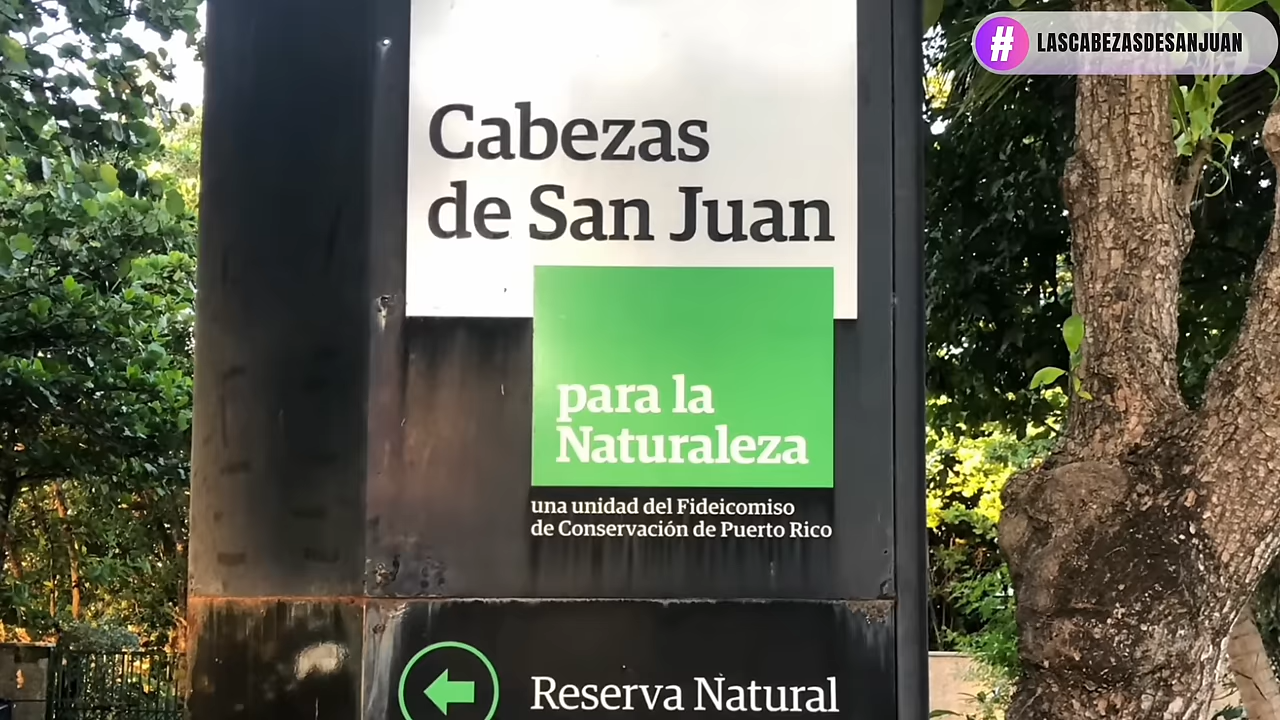 # LASCABEZASDESANJUAN
Cabezas
de San Juan
para la
Naturaleza
una unidad del Fideicomiso
de Conservación de Puerto Rico
Reserva Natural